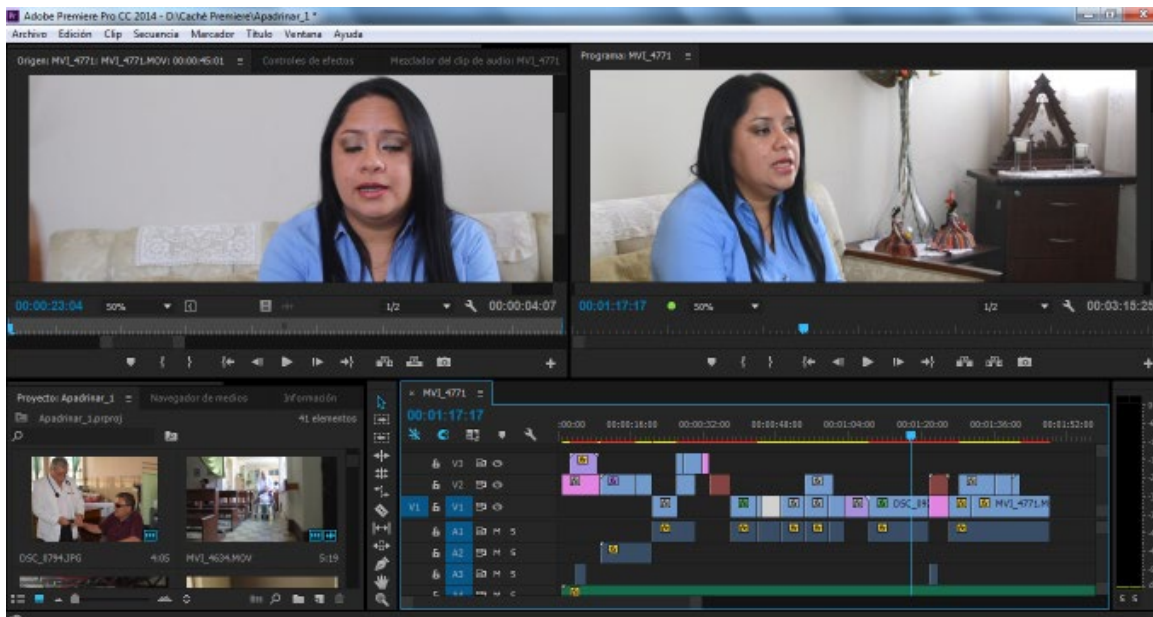 Adobe Premiere Pro CC 2014 - D:\Caché Premiere\Apadrinar_1 *
Archivo Edición Clip Secuencia Marcador Título Ventana Ayuda
Origen: MVI_4771: MVI_4771.MOV: 00:00:45:01 Controles de efectos Mezclador del clip de audio: MVI_4771
Programa: MVI_4771
00:00:23:04 50% 1/2 00:00:04:07
00:01:17:17 50% 1/2 00:03:15:25
Proyecto: Apadrinar_1 Navegador de medios Información
Apadrinar_1.prproj 41 elementos
DSC_8794.JPG 4:05 MVI_4634.MOV 5:19
MVI_4771
00:01:17:17
:00:00 00:00:16:00 00:00:32:00 00:00:48:00 00:01:04:00 00:01:20:00 00:01:36:00 00:01:52:00
V3
V2
V1 V1 DSC_89 MVI_4771.M
A1 M S
A2 M S
A3 M S
S S